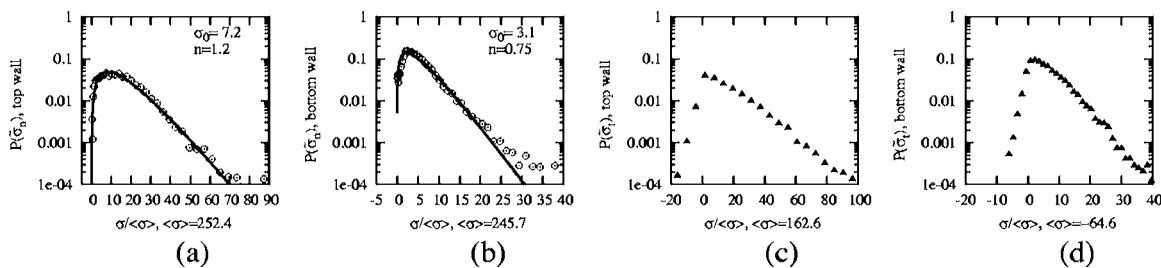 P(σ̃ₙ), top wall
1
0.1
0.01
0.001
1e-04
σ₀= 7.2
n=1.2
0 10 20 30 40 50 60 70 80 90
σ/<σ>, <σ>=252.4
(a)
P(σ̃ₙ), bottom wall
1
0.1
0.01
0.001
1e-04
σ₀= 3.1
n=0.75
-5 0 5 10 15 20 25 30 35 40
σ/<σ>, <σ>=245.7
(b)
P(σ̃ₜ), top wall
1
0.1
0.01
0.001
1e-04
-20 0 20 40 60 80 100
σ/<σ>, <σ>=162.6
(c)
P(σ̃ₜ), bottom wall
1
0.1
0.01
0.001
1e-04
-20 -10 0 10 20 30 40
σ/<σ>, <σ>=-64.6
(d)